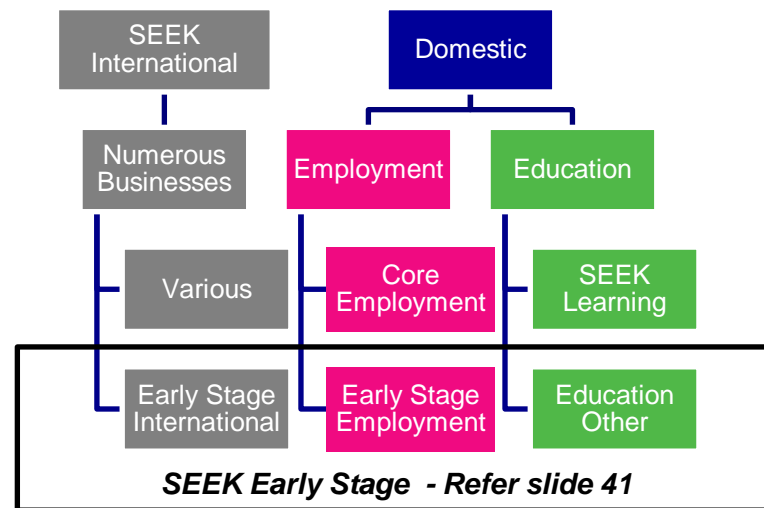 SEEK
International
Domestic
Numerous
Businesses
Employment
Education
Various
Core
Employment
SEEK
Learning
Early Stage
International
Early Stage
Employment
Education
Other
SEEK Early Stage - Refer slide 41